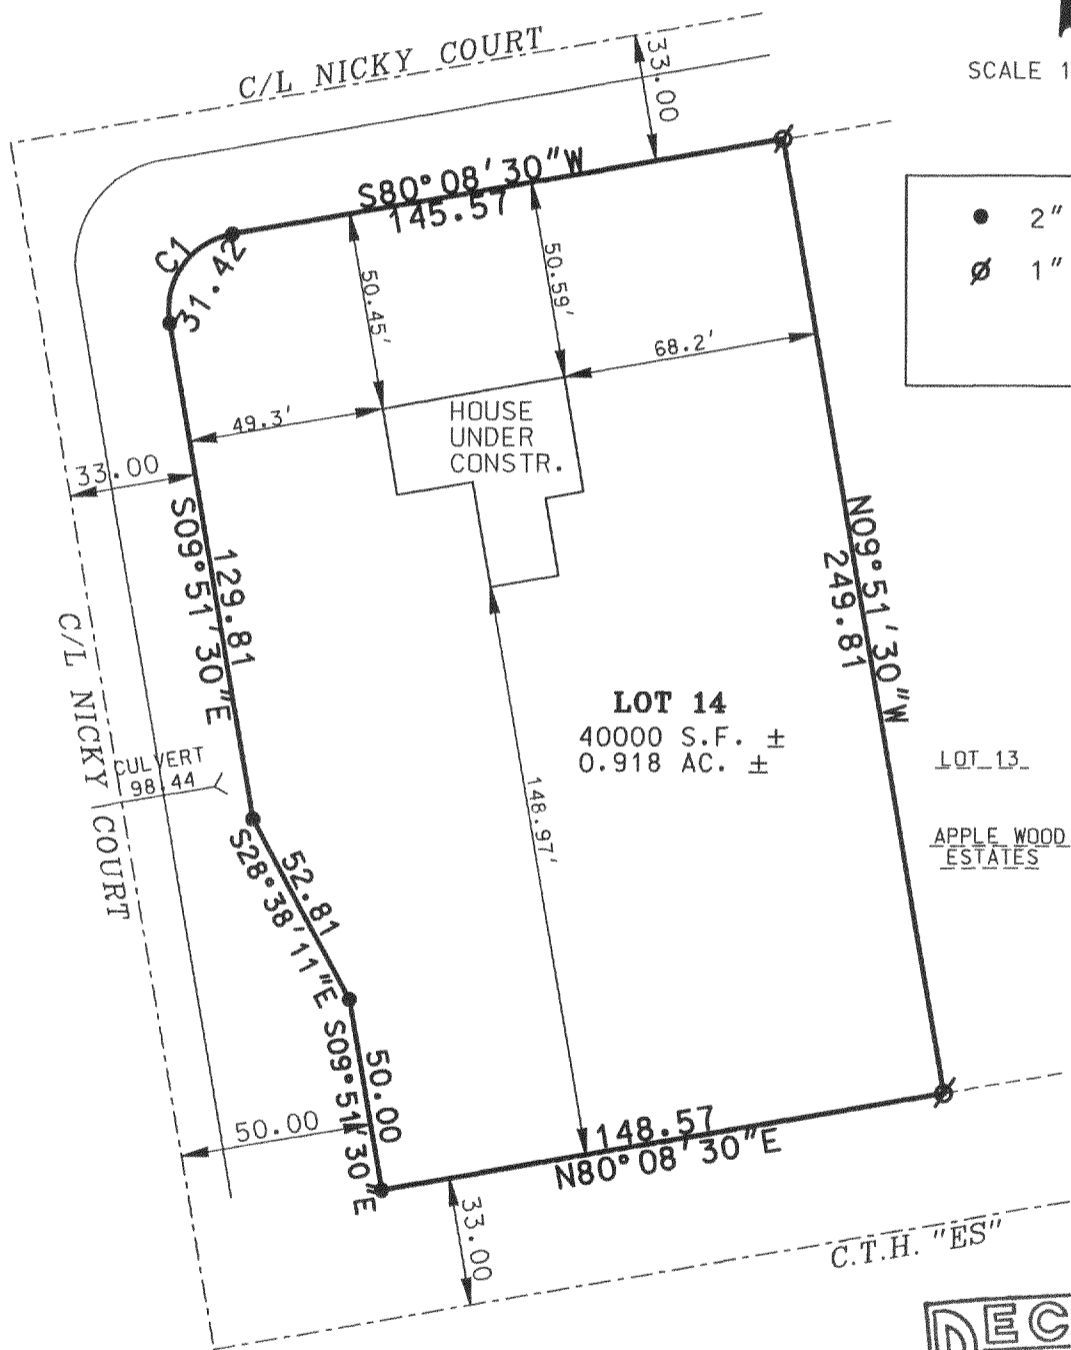 C/L NICKY COURT
33.00
SCALE 1
S80°08'30"W
145.57
2"
1"
C1
31.42
50.45'
50.59'
68.2'
49.3'
HOUSE
UNDER
CONSTR.
33.00
S09°51'30"E
129.81
N09°51'30"W
249.81
C/L NICKY COURT
LOT 14
40000 S.F. ±
0.918 AC. ±
CULVERT
98.44
LOT 13
148.97'
APPLE WOOD
ESTATES
S28°38'11"E
52.81
S09°51'30"E
50.00
50.00
148.57
N80°08'30"E
33.00
C.T.H. "ES"
DEC